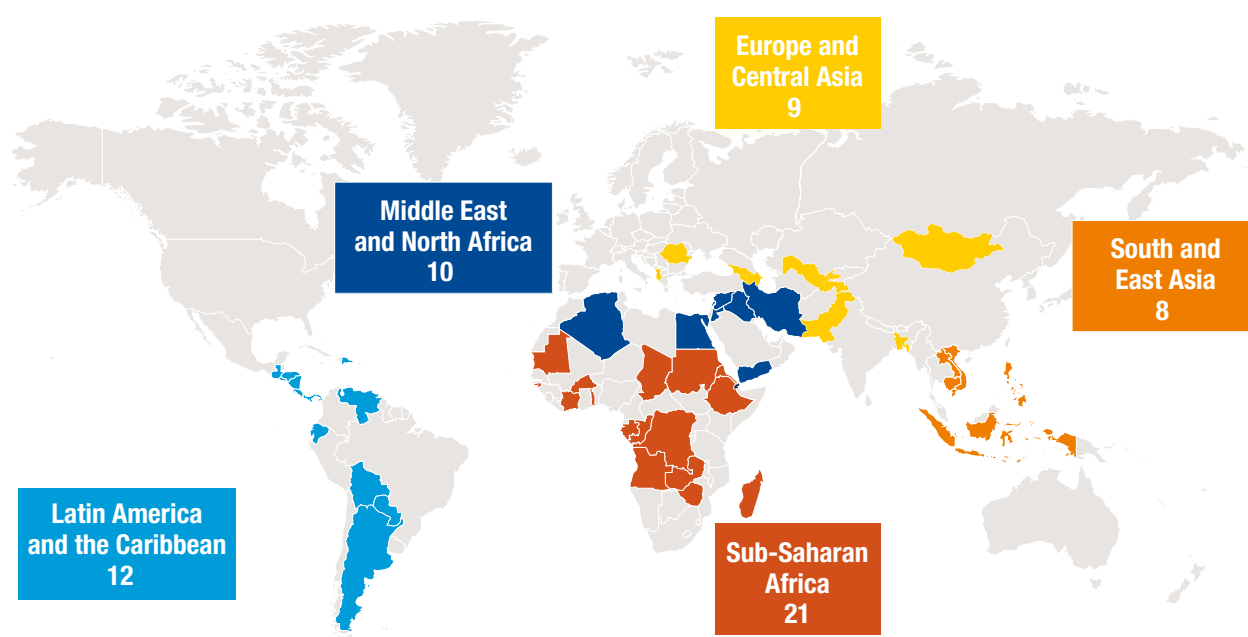 Europe and
Central Asia
9
Middle East
and North Africa
10
South and
East Asia
8
Latin America
and the Caribbean
12
Sub-Saharan
Africa
21